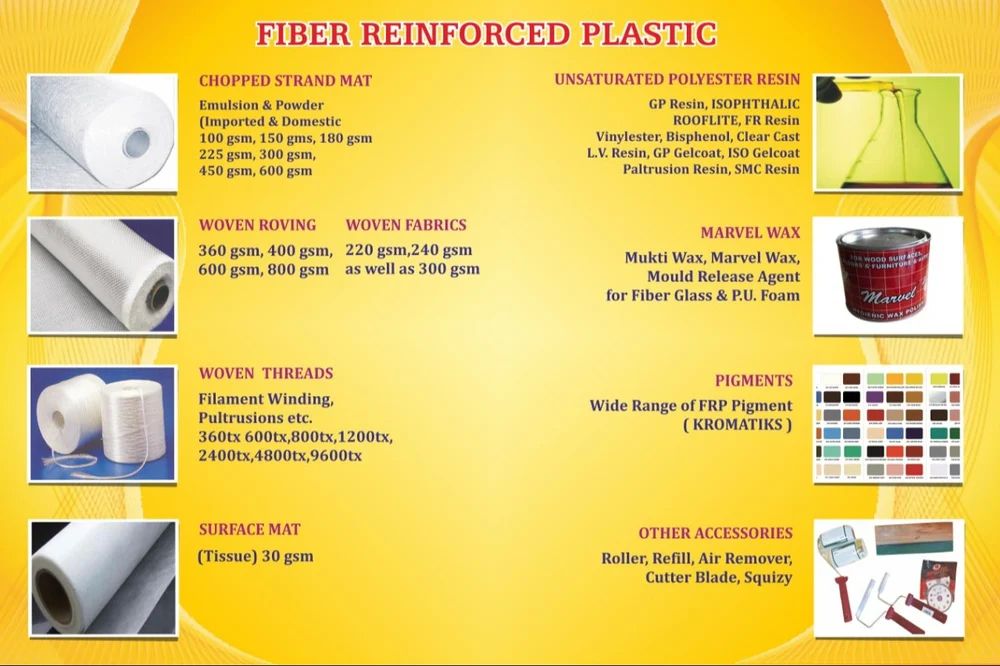 FIBER REINFORCED PLASTIC
CHOPPED STRAND MAT
Emulsion & Powder
(Imported & Domestic
100 gsm, 150 gms, 180 gsm
225 gsm, 300 gsm,
450 gsm, 600 gsm
WOVEN ROVING
360 gsm, 400 gsm,
600 gsm, 800 gsm
WOVEN FABRICS
220 gsm,240 gsm
as well as 300 gsm
WOVEN THREADS
Filament Winding,
Pultrusions etc.
360tx 600tx,800tx,1200tx,
2400tx,4800tx,9600tx
SURFACE MAT
(Tissue) 30 gsm
UNSATURATED POLYESTER RESIN
GP Resin, ISOPHTHALIC
ROOFLITE, FR Resin
Vinylester, Bisphenol, Clear Cast
L.V. Resin, GP Gelcoat, ISO Gelcoat
Paltrusion Resin, SMC Resin
MARVEL WAX
Mukti Wax, Marvel Wax,
Mould Release Agent
for Fiber Glass & P.U. Foam
FOR WOOD SURFACES,
& FURNITURE &
Marvel
WAX
PIGMENTS
Wide Range of FRP Pigment
( KROMATIKS )
OTHER ACCESSORIES
Roller, Refill, Air Remover,
Cutter Blade, Squizy